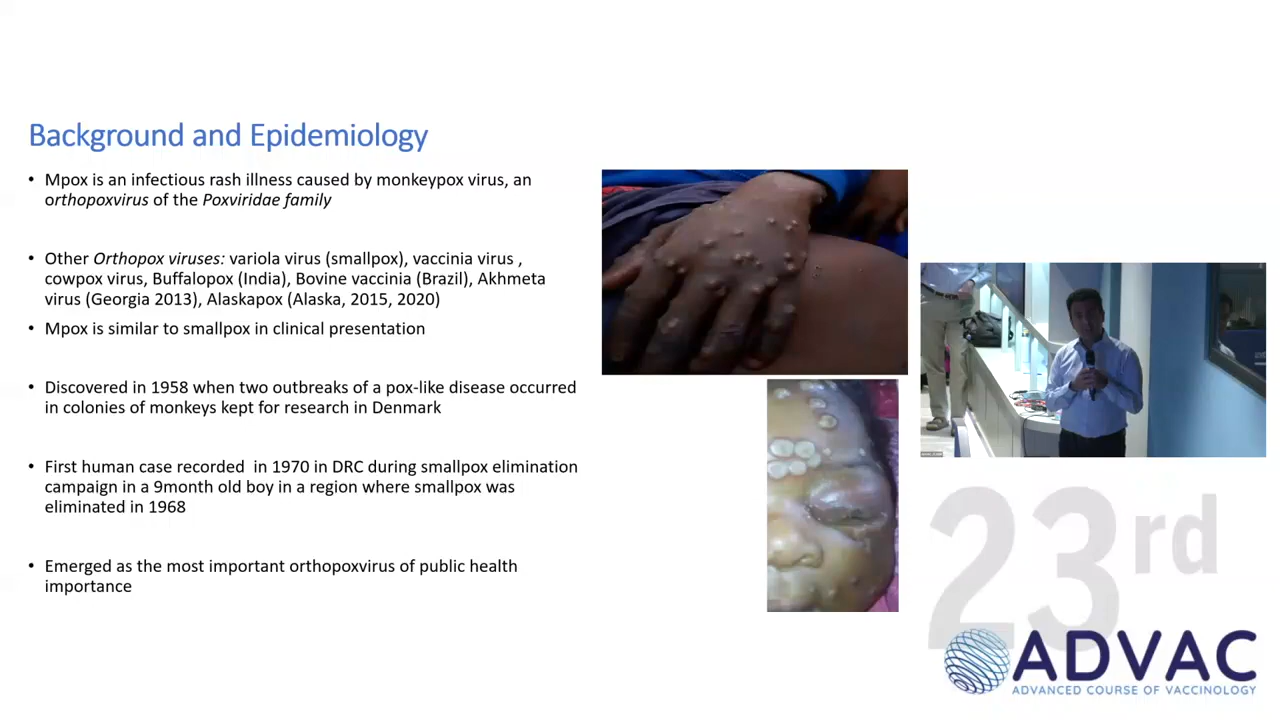 Background and Epidemiology
• Mpox is an infectious rash illness caused by monkeypox virus, an
orthopoxvirus of the Poxviridae family
• Other Orthopox viruses: variola virus (smallpox), vaccinia virus ,
cowpox virus, Buffalopox (India), Bovine vaccinia (Brazil), Akhmeta
virus (Georgia 2013), Alaskapox (Alaska, 2015, 2020)
• Mpox is similar to smallpox in clinical presentation
• Discovered in 1958 when two outbreaks of a pox-like disease occurred
in colonies of monkeys kept for research in Denmark
• First human case recorded  in 1970 in DRC during smallpox elimination
campaign in a 9month old boy in a region where smallpox was
eliminated in 1968
• Emerged as the most important orthopoxvirus of public health
importance
23rd
ADVAC
ADVANCED COURSE OF VACCINOLOGY